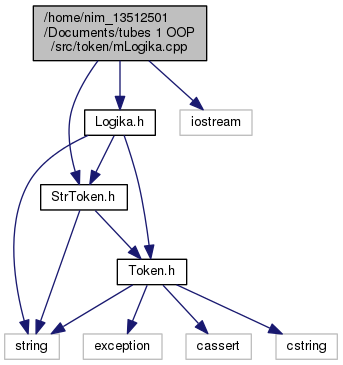 /home/nim_13512501
/Documents/tubes 1 OOP
/src/token/mLogika.cpp
Logika.h
iostream
StrToken.h
Token.h
string
exception
cassert
cstring